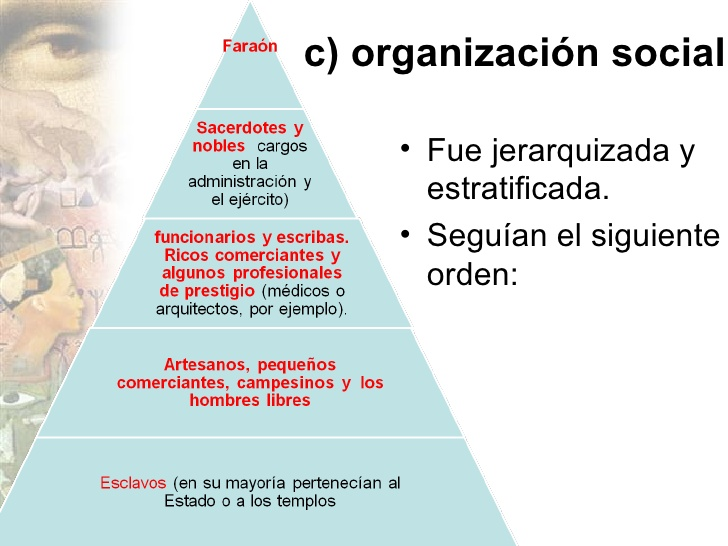 c) organización social
Faraón
Sacerdotes y
nobles cargos
en la
administración y
el ejército)
funcionarios y escribas.
Ricos comerciantes y
algunos profesionales
de prestigio (médicos o
arquitectos, por ejemplo).
Artesanos, pequeños
comerciantes, campesinos y los
hombres libres
Esclavos (en su mayoría pertenecían al
Estado o a los templos
• Fue jerarquizada y
estratificada.
• Seguían el siguiente
orden: